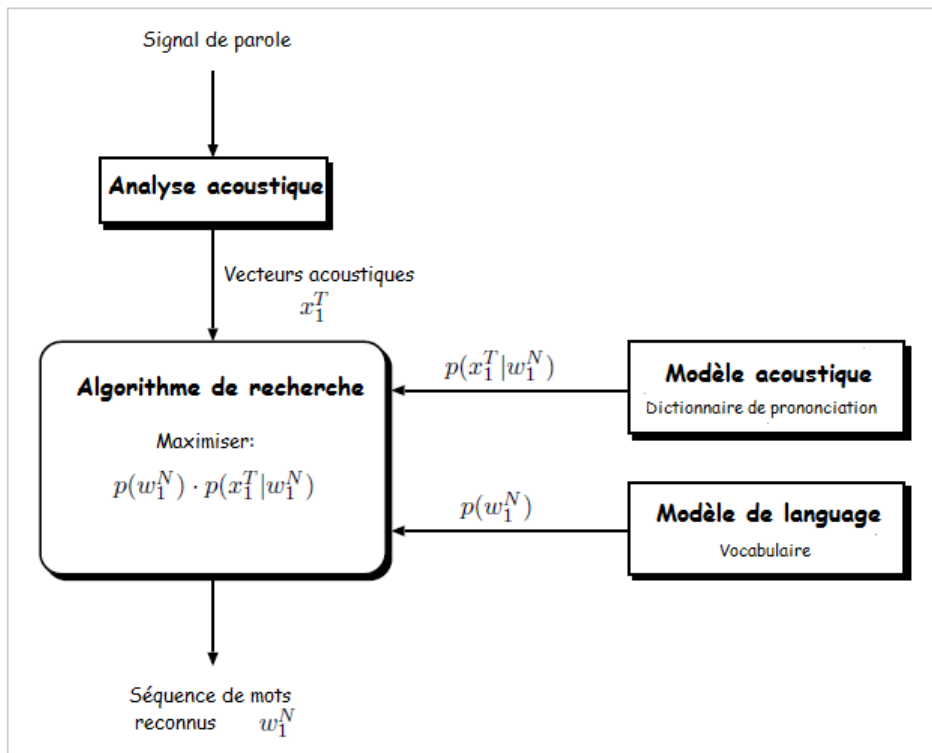 Signal de parole
Analyse acoustique
Vecteurs acoustiques
$x_1^T$
Algorithme de recherche
Maximiser:
$p(w_1^N) \cdot p(x_1^T|w_1^N)$
$p(x_1^T|w_1^N)$
Modèle acoustique
Dictionnaire de prononciation
$p(w_1^N)$
Modèle de language
Vocabulaire
Séquence de mots
reconnus $w_1^N$